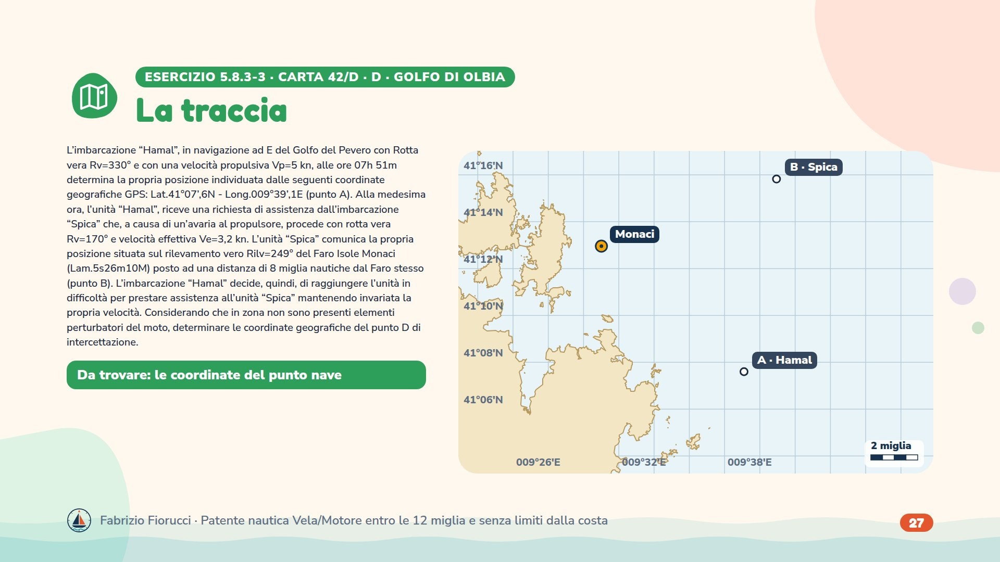 ESERCIZIO 5.8.3-3 · CARTA 42/D · D · GOLFO DI OLBIA
La traccia
L’imbarcazione “Hamal”, in navigazione ad E del Golfo del Pevero con Rotta
vera Rv=330° e con una velocità propulsiva Vp=5 kn, alle ore 07h 51m
determina la propria posizione individuata dalle seguenti coordinate
geografiche GPS: Lat.41°07’,6N - Long.009°39’,1E (punto A). Alla medesima
ora, l’unità “Hamal”, riceve una richiesta di assistenza dall’imbarcazione
“Spica” che, a causa di un’avaria al propulsore, procede con rotta vera
Rv=170° e velocità effettiva Ve=3,2 kn. L’unità “Spica” comunica la propria
posizione situata sul rilevamento vero Rilv=249° del Faro Isole Monaci
(Lam.5s26m10M) posto ad una distanza di 8 miglia nautiche dal Faro stesso
(punto B). L’imbarcazione “Hamal” decide, quindi, di raggiungere l’unità in
difficoltà per prestare assistenza all’unità “Spica” mantenendo invariata la
propria velocità. Considerando che in zona non sono presenti elementi
perturbatori del moto, determinare le coordinate geografiche del punto D di
intercettazione.
Da trovare: le coordinate del punto nave
41°16'N
B · Spica
41°14'N
Monaci
41°12'N
41°10'N
41°08'N
A · Hamal
41°06'N
2 miglia
009°26'E
009°32'E
009°38'E
Fabrizio Fiorucci · Patente nautica Vela/Motore entro le 12 miglia e senza limiti dalla costa
27